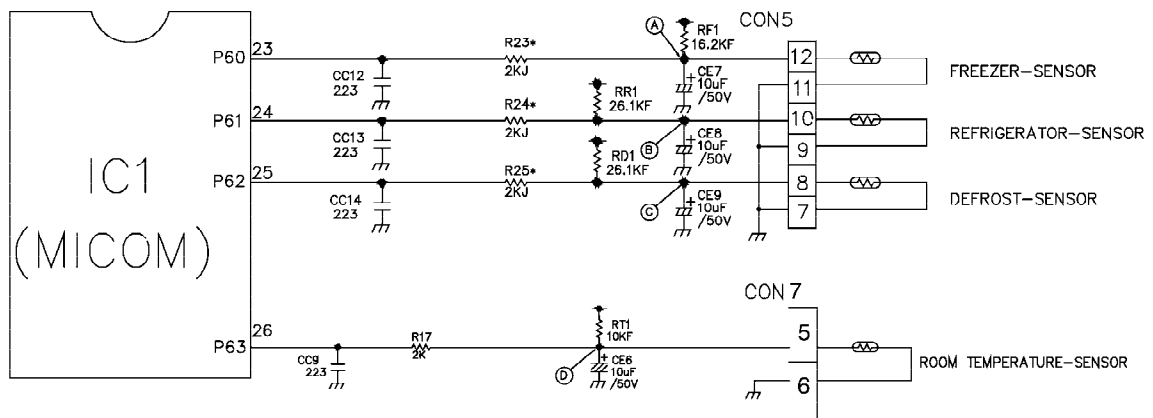 A
RF1
16.2KF
CON5
P60
23
R23*
2KJ
12
FREEZER-SENSOR
CC12
223
CE7
+
10uF
/50V
11
RR1
26.1KF
P61
24
R24*
2KJ
10
REFRIGERATOR-SENSOR
CC13
223
B
CE8
+
10uF
/50V
9
RD1
26.1KF
P62
25
R25*
2KJ
8
DEFROST-SENSOR
CC14
223
C
CE9
+
10uF
/50V
7
IC1
(MICOM)
CON7
RT1
10KF
5
P63
26
R17
2K
ROOM TEMPERATURE-SENSOR
CC9
223
D
CE6
+
10uF
/50V
6